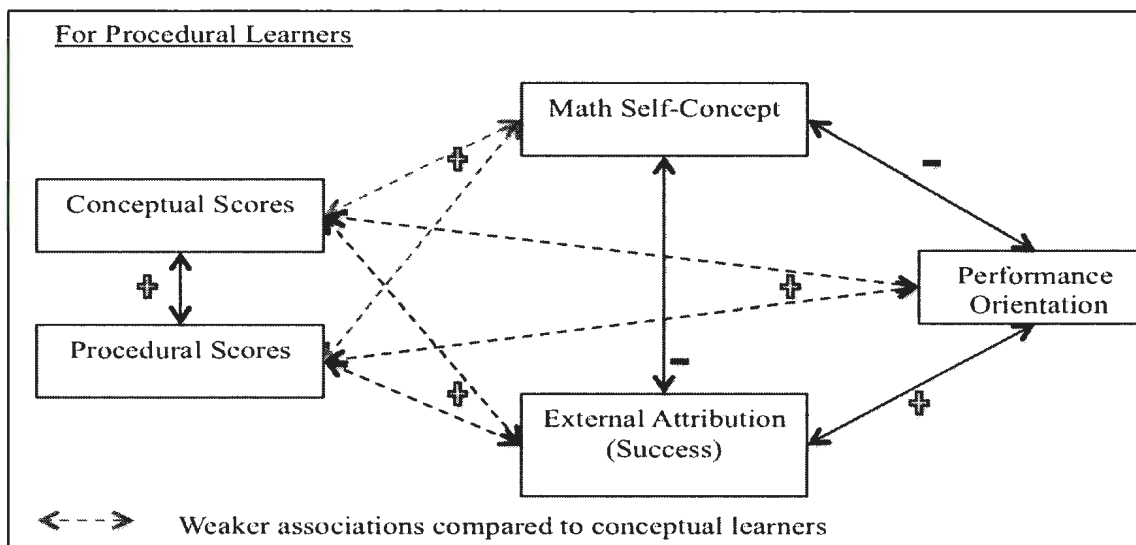 For Procedural Learners
Math Self-Concept
+
-
Conceptual Scores
+
+
Performance
Orientation
Procedural Scores
-
+
+
External Attribution
(Success)
Weaker associations compared to conceptual learners